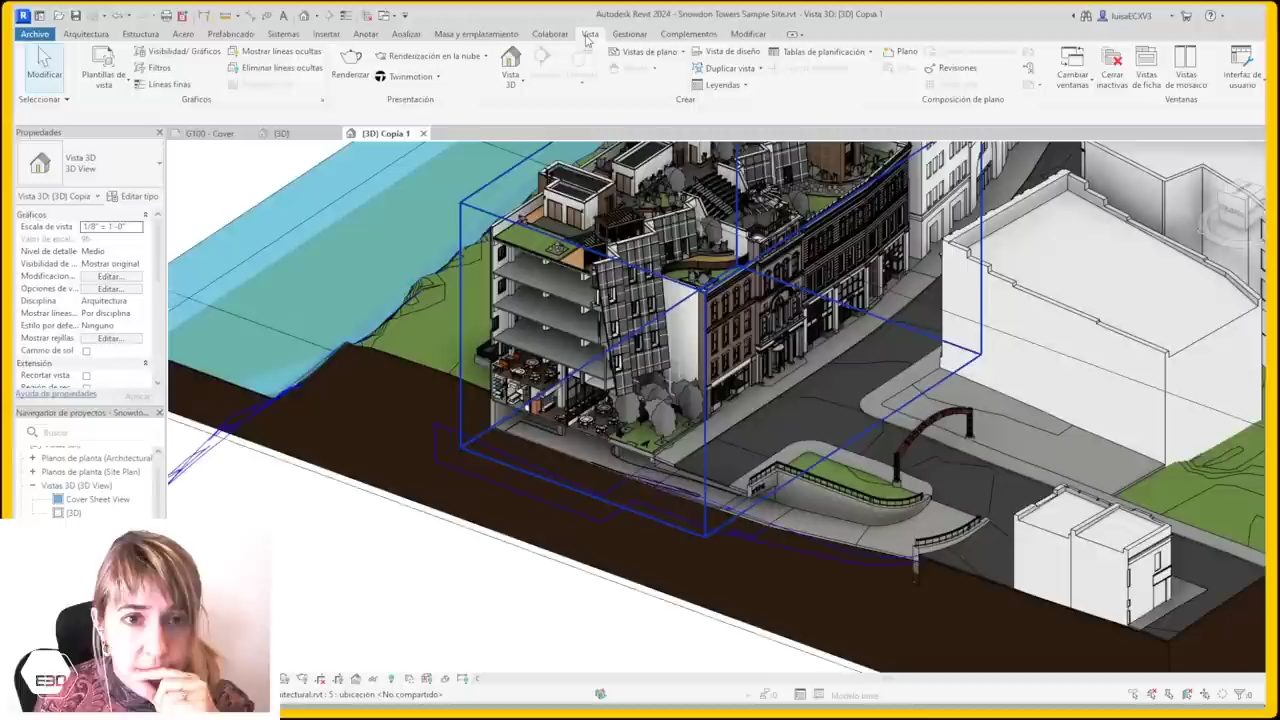 Autodesk Revit 2024 - Snowdon Towers Sample Site.rvt - Vista 3D: [3D] Copia 1
luisaECXV3
Archivo Arquitectura Estructura Acero Prefabricado Sistemas Insertar Anotar Analizar Masa y emplazamiento Colaborar Vista Gestionar Complementos Modificar
Modificar
Seleccionar
Plantillas de vista
Visibilidad/ Gráficos
Filtros
Líneas finas
Mostrar líneas ocultas
Eliminar líneas ocultas
Gráficos
Renderizar
Renderización en la nube
Twinmotion
Presentación
Vista 3D
Vistas de plano
Vista de diseño
Duplicar vista
Leyendas
Tablas de planificación
Crear
Plano
Revisiones
Composición de plano
Cambiar ventanas
Cerrar inactivas
Vistas de ficha
Vistas de mosaico
Interfaz de usuario
Ventanas
Propiedades
G100 - Cover
[3D]
[3D] Copia 1
Vista 3D
3D View
Vista 3D: [3D] Copia
Editar tipo
Gráficos
Escala de vista 1/8" = 1'-0"
Valor de escal... 96
Nivel de detalle Medio
Visibilidad de ... Mostrar original
Modificacion... Editar...
Opciones de v... Editar...
Disciplina Arquitectura
Mostrar líneas... Por disciplina
Estilo por defe... Ninguno
Mostrar rejillas Editar...
Camino de sol
Extensión
Recortar vista
Ayuda de propiedades
Aplicar
Navegador de proyectos - Snowdo...
Buscar
Planos de planta (Architectural
Planos de planta (Site Plan)
Vistas 3D (3D View)
Cover Sheet View
[3D]
E3D
itectural.rvt : 5 : ubicación <No compartido>
:0
Modelo base
:0